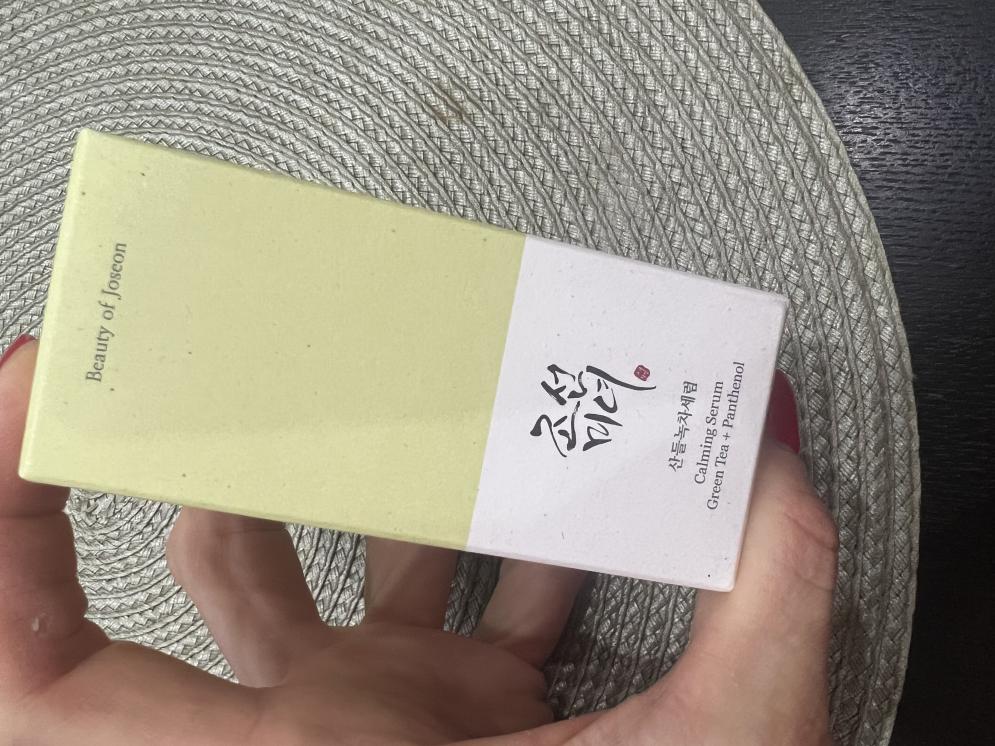 Beauty of Joseon
조선
미녀
산들녹차세럼
Calming Serum
Green Tea + Panthenol